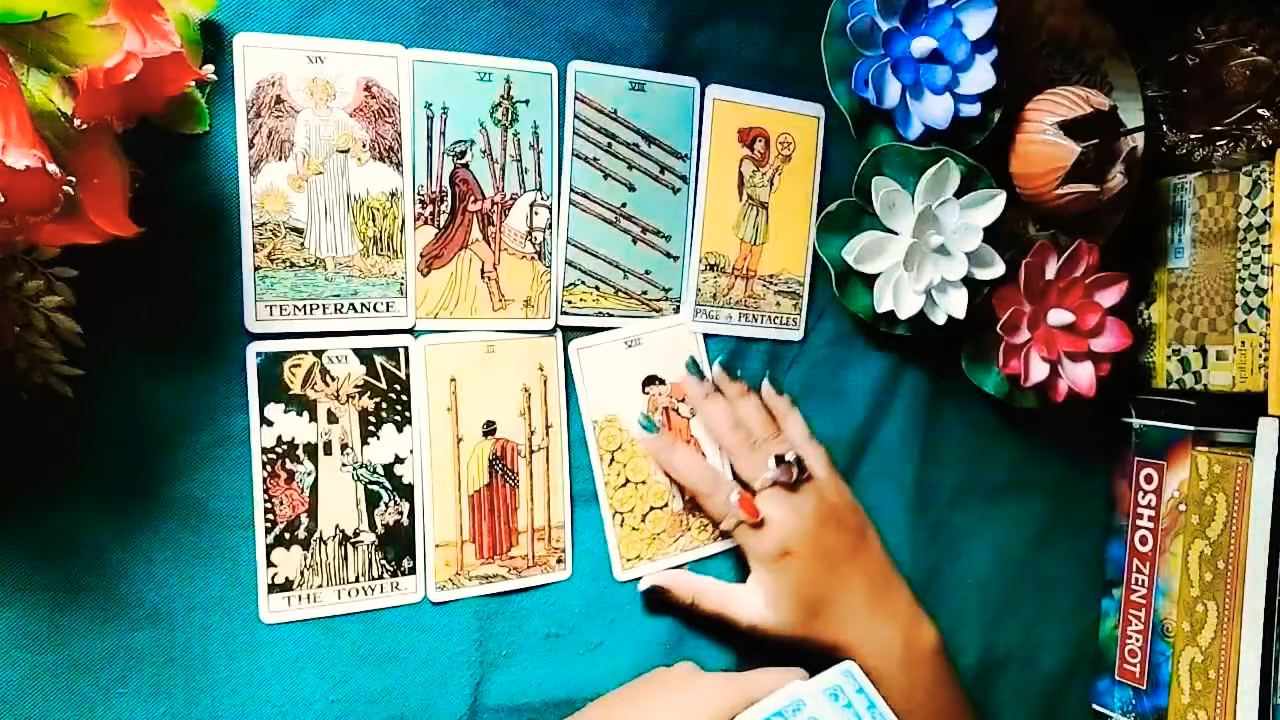 XIV
VI
VIII
TEMPERANCE.
PAGE of PENTACLES
XVI
III
VII
THE TOWER.
OSHO ZEN TAROT